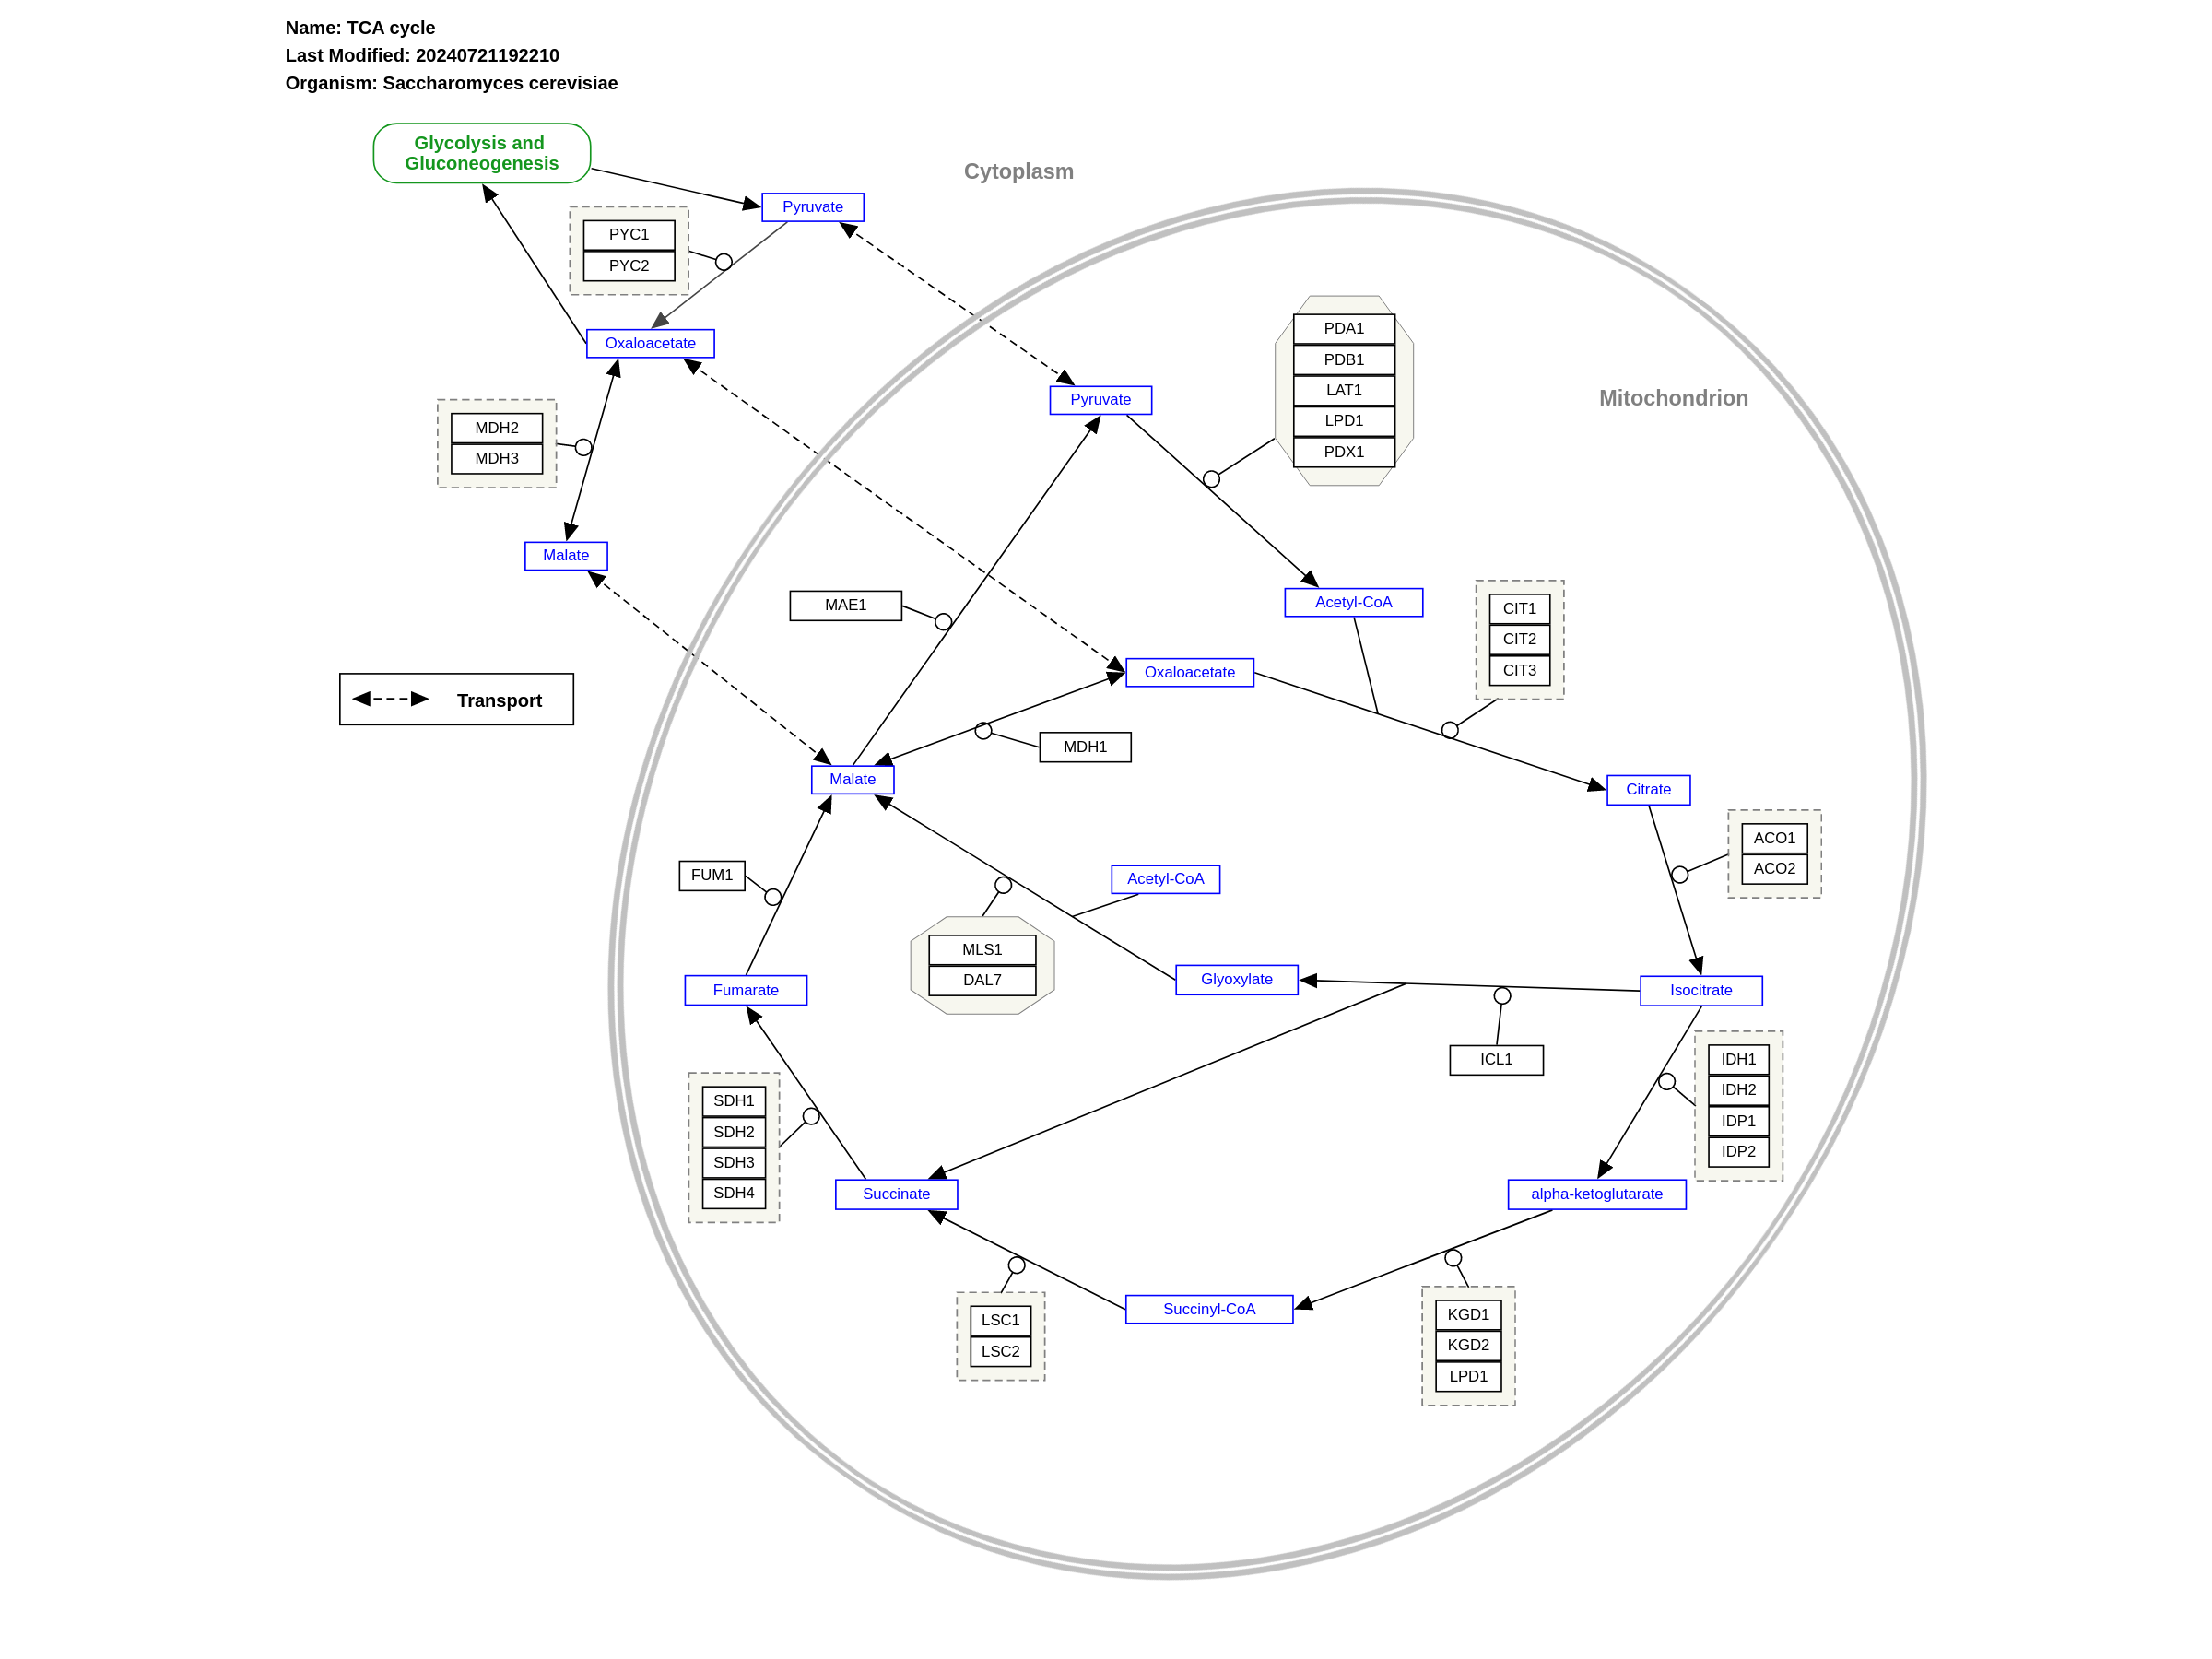 Name: TCA cycle
Last Modified: 20240721192210
Organism: Saccharomyces cerevisiae
Glycolysis and
Gluconeogenesis
Cytoplasm
Pyruvate
PYC1
PYC2
Oxaloacetate
PDA1
PDB1
LAT1
LPD1
PDX1
Mitochondrion
Pyruvate
MDH2
MDH3
Malate
MAE1
Acetyl-CoA
CIT1
CIT2
CIT3
Oxaloacetate
Transport
MDH1
Malate
Citrate
ACO1
ACO2
FUM1
Acetyl-CoA
MLS1
DAL7
Glyoxylate
Fumarate
Isocitrate
ICL1
IDH1
IDH2
IDP1
IDP2
SDH1
SDH2
SDH3
SDH4
Succinate
alpha-ketoglutarate
LSC1
LSC2
Succinyl-CoA
KGD1
KGD2
LPD1